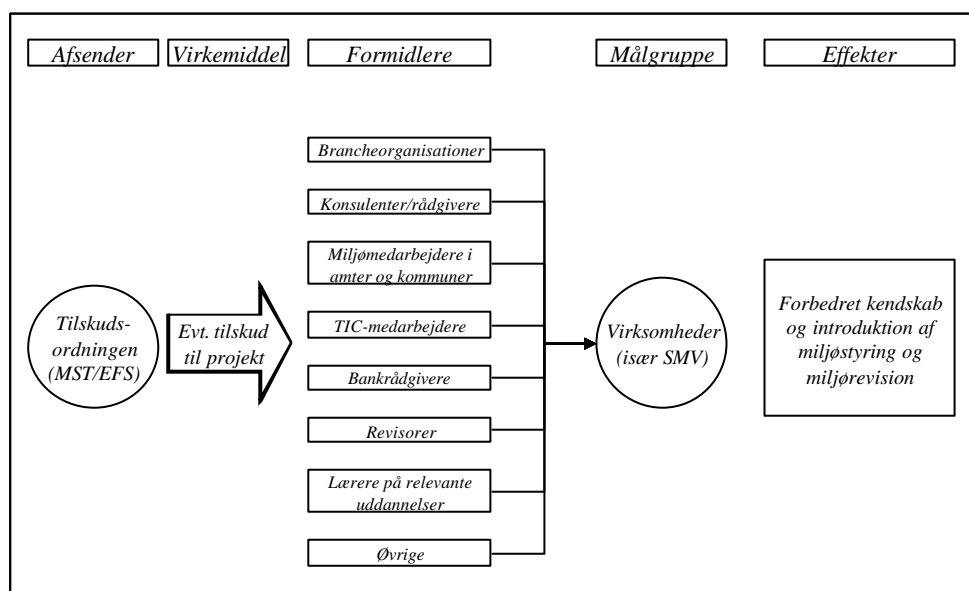 Afsender
Virkemiddel
Formidlere
Målgruppe
Effekter
Brancheorganisationer
Konsulenter/rådgivere
Miljømedarbejdere i
amter og kommuner
TIC-medarbejdere
Bankrådgivere
Revisorer
Lærere på relevante
uddannelser
Øvrige
Tilskuds-
ordningen
(MST/EFS)
Evt. tilskud
til projekt
Virksomheder
(især SMV)
Forbedret kendskab
og introduktion af
miljøstyring og
miljørevision